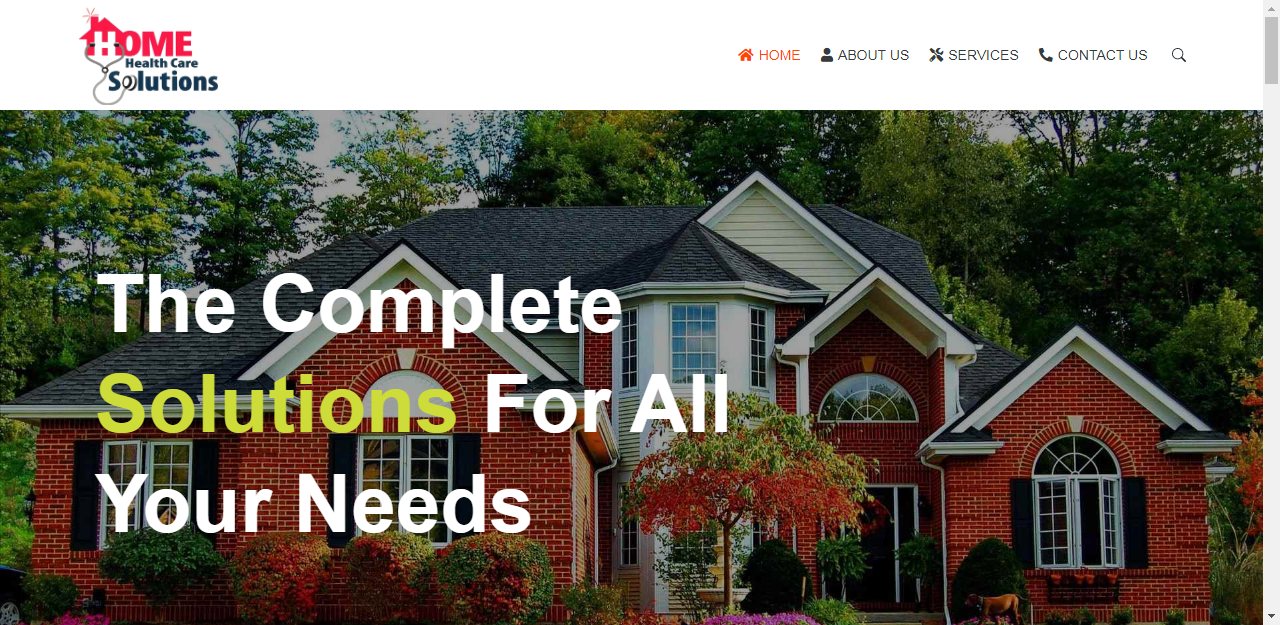 HOME
Health Care
Solutions
HOME
ABOUT US
SERVICES
CONTACT US
The Complete
Solutions For All
Your Needs